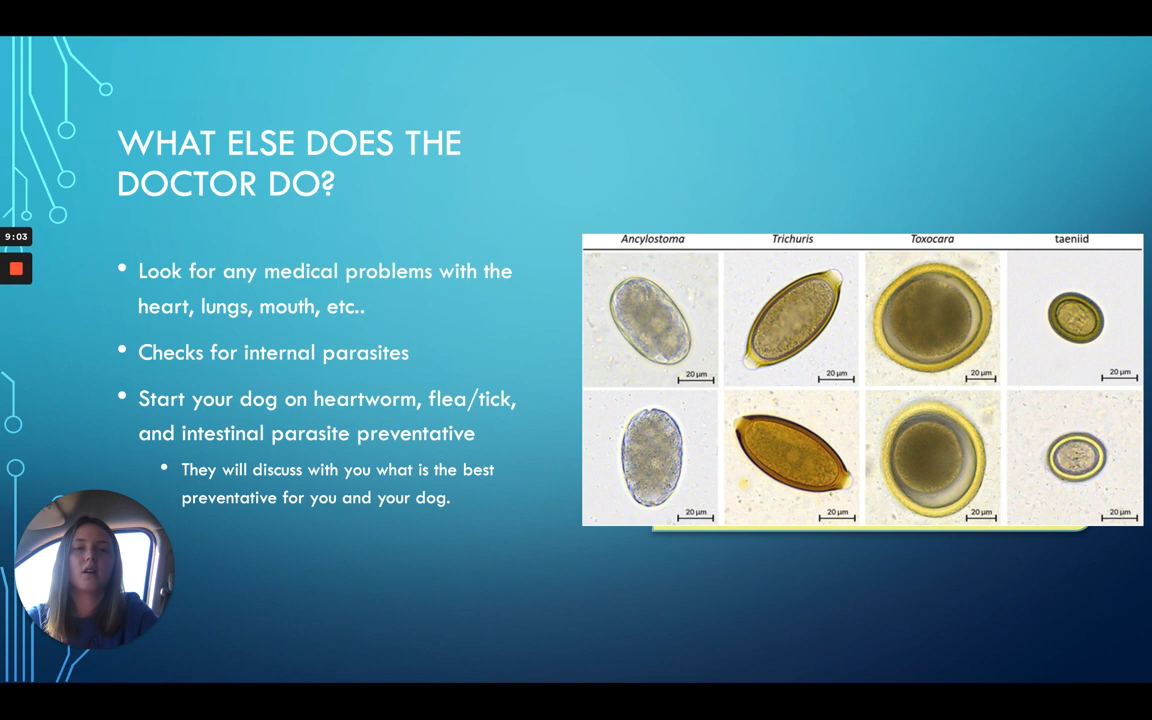 WHAT ELSE DOES THE
DOCTOR DO?
9:03
• Look for any medical problems with the
heart, lungs, mouth, etc..
• Checks for internal parasites
• Start your dog on heartworm, flea/tick,
and intestinal parasite preventative
• They will discuss with you what is the best
preventative for you and your dog.
Ancylostoma Trichuris Toxocara taeniid
20 µm 20 µm 20 µm 20 µm
20 µm 20 µm 20 µm 20 µm